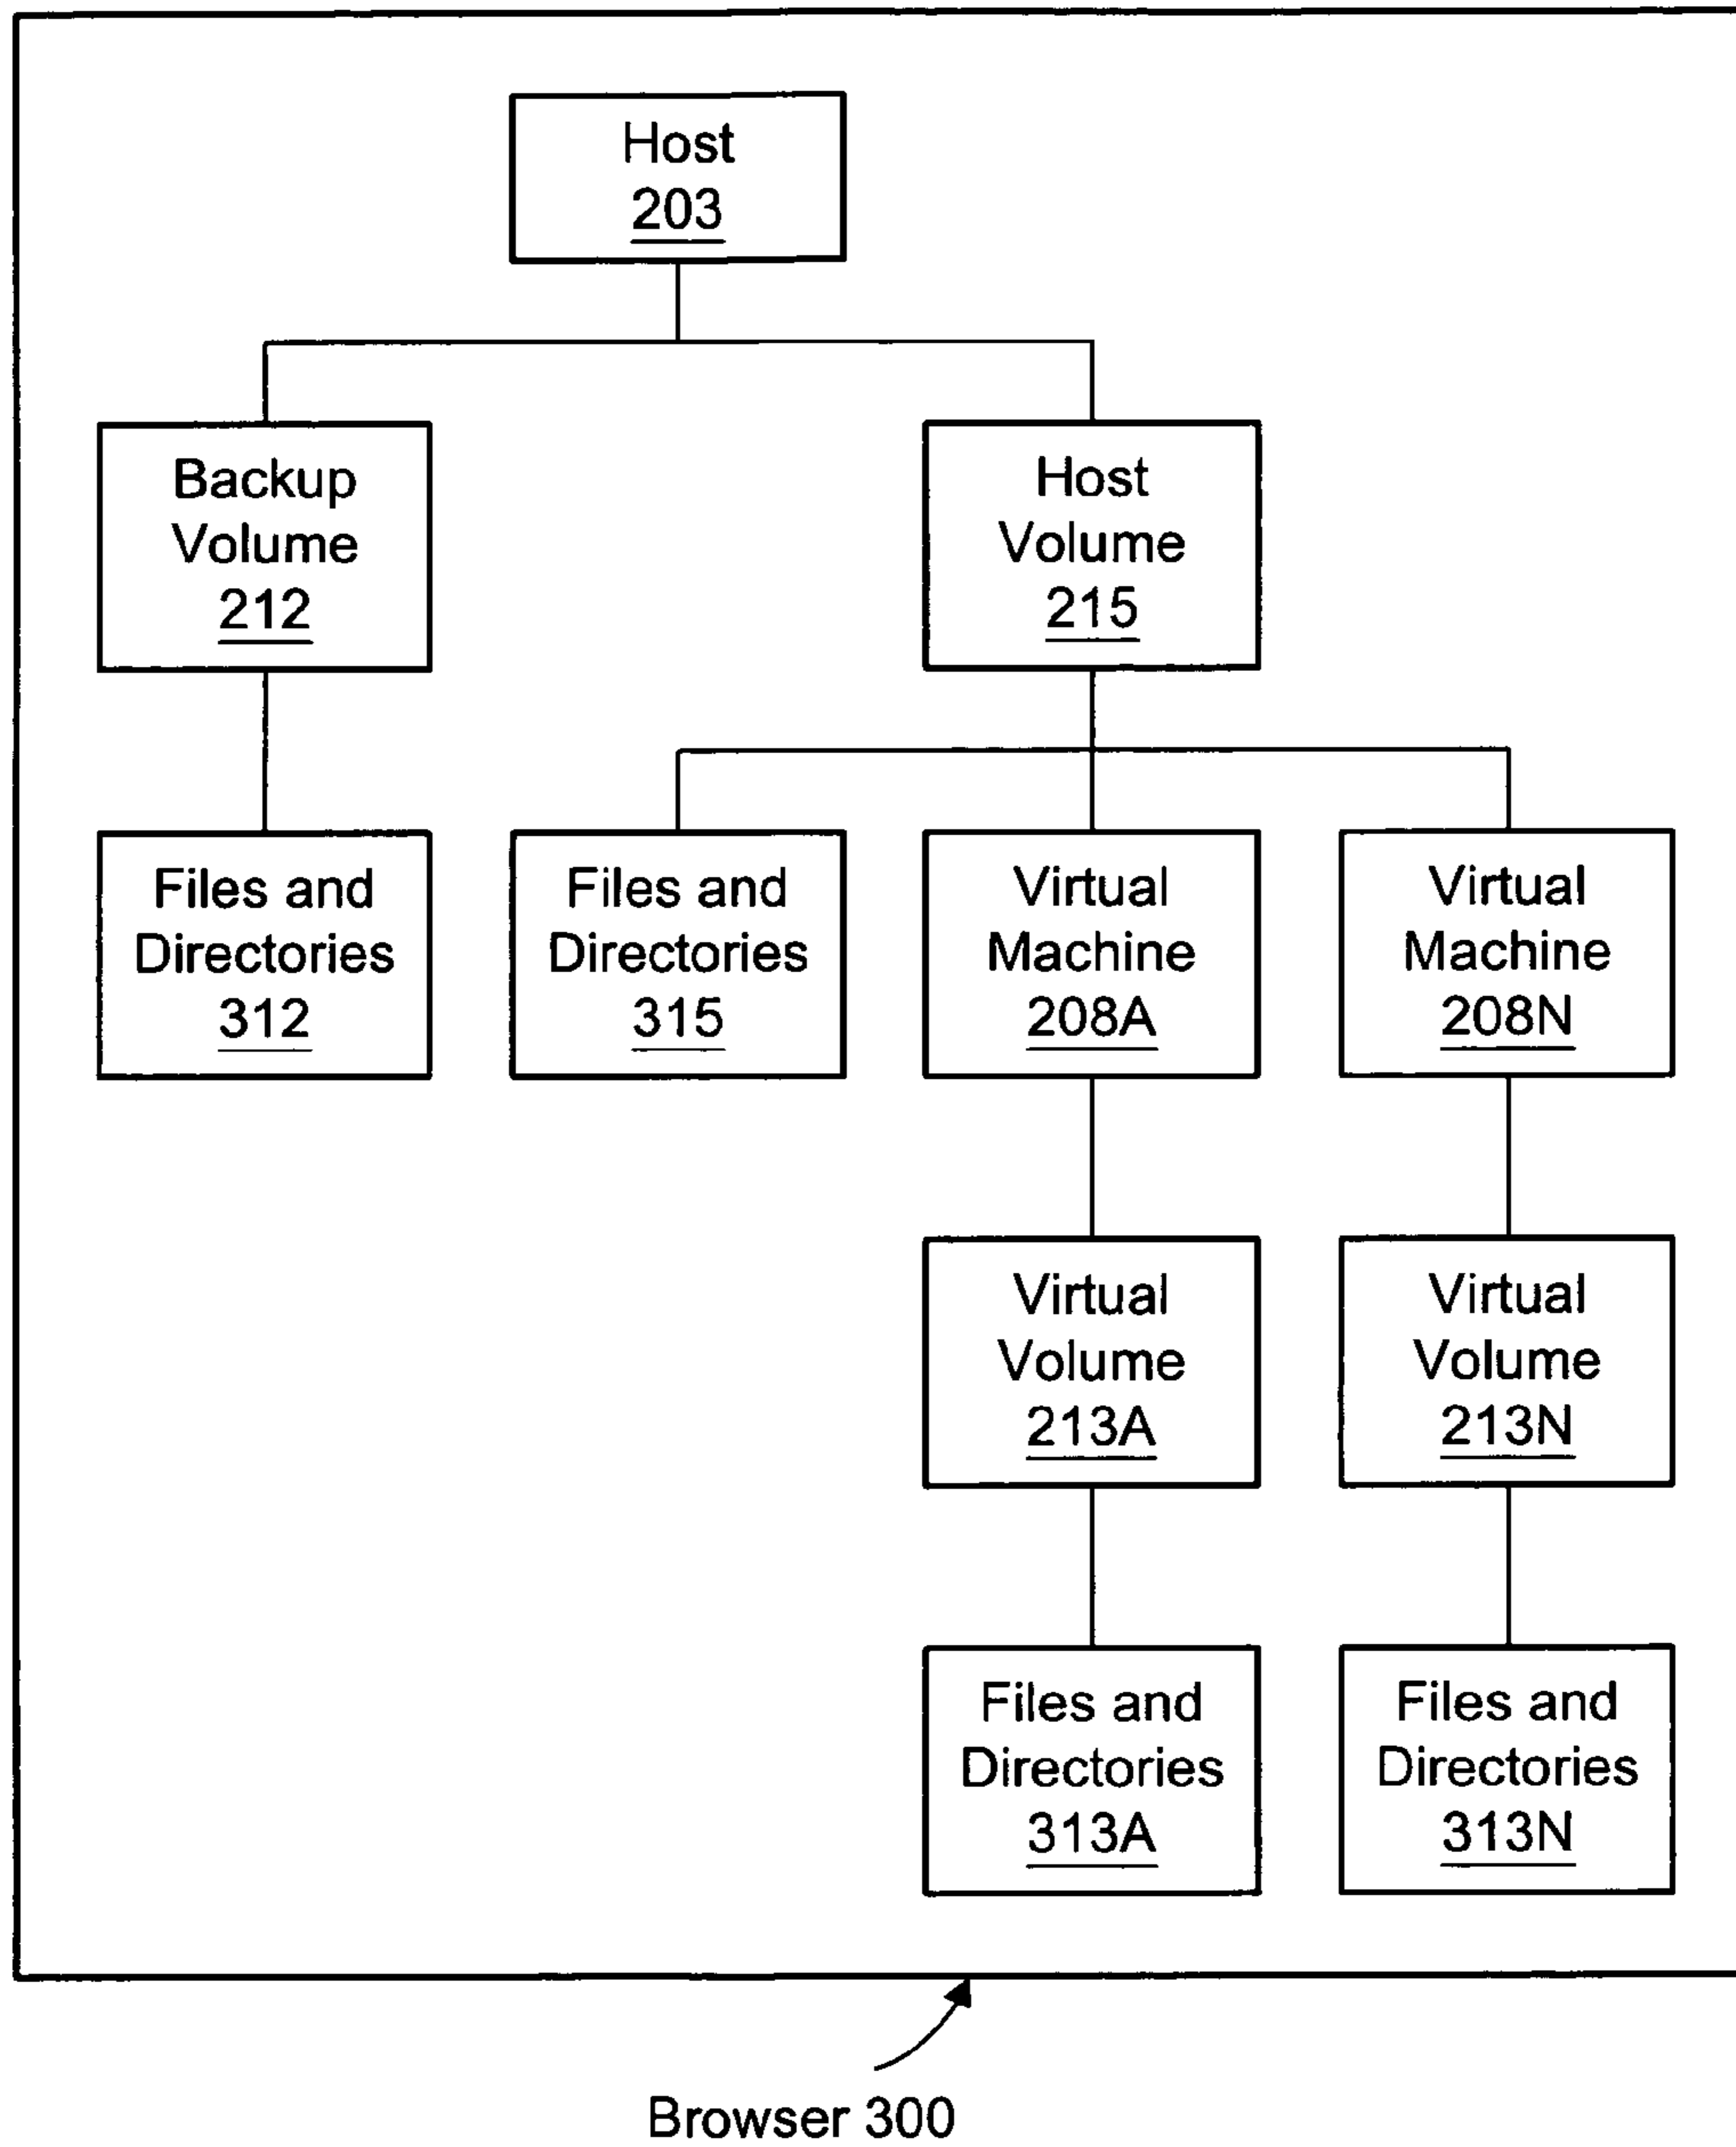 Host
203
Backup
Volume
212
Host
Volume
215
Files and
Directories
312
Files and
Directories
315
Virtual
Machine
208A
Virtual
Machine
208N
Virtual
Volume
213A
Virtual
Volume
213N
Files and
Directories
313A
Files and
Directories
313N
Browser 300